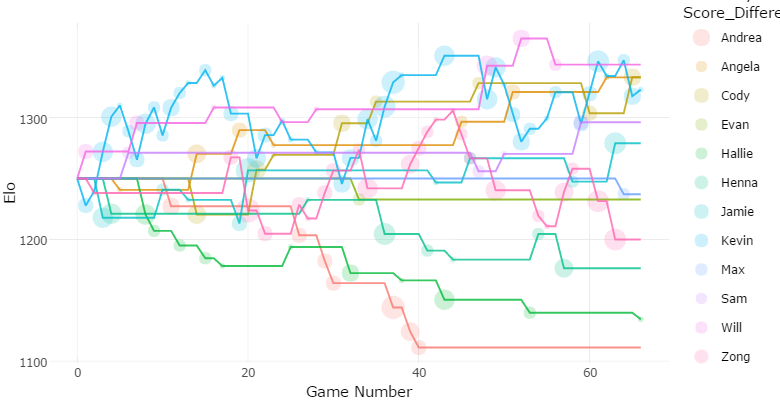 Score_Differe
Andrea
Angela
Cody
Evan
Hallie
Henna
Jamie
Kevin
Max
Sam
Will
Zong
Elo
1300
1200
1100
0 20 40 60
Game Number